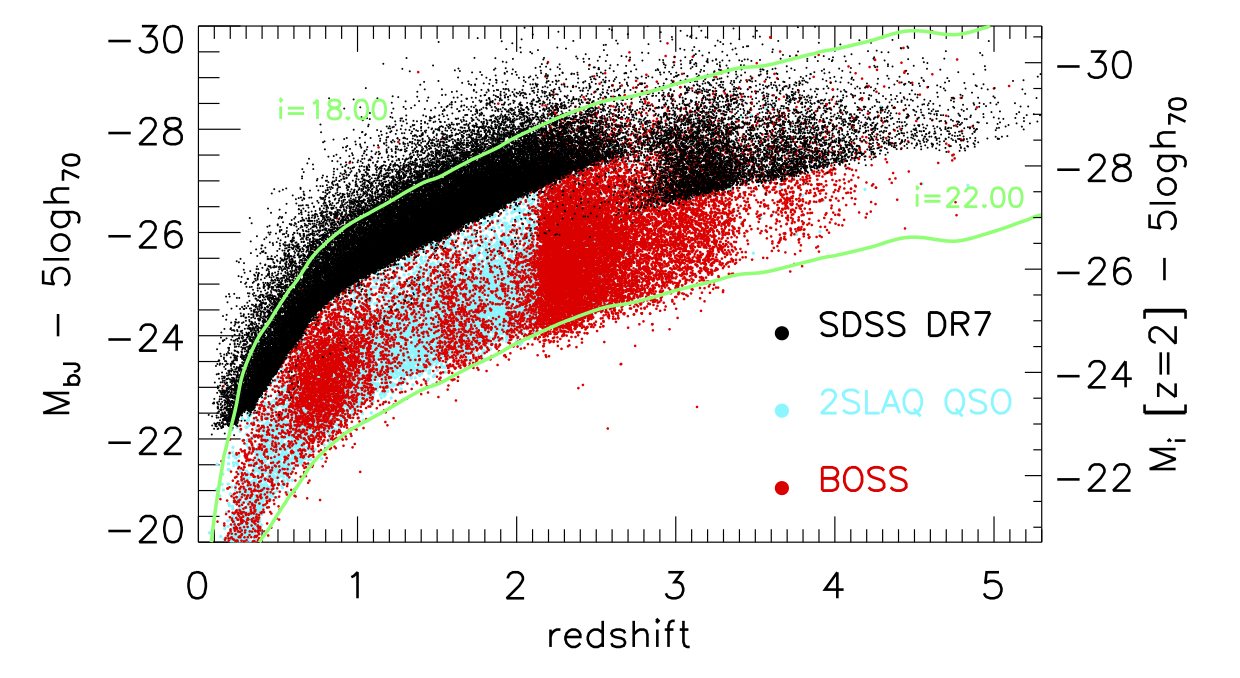 −30
−28
−26
−24
−22
−20
M_bJ − 5logh_70
i=18.00
i=22.00
SDSS DR7
2SLAQ QSO
BOSS
−30
−28
−26
−24
−22
M_i [z=2] − 5logh_70
0 1 2 3 4 5
redshift